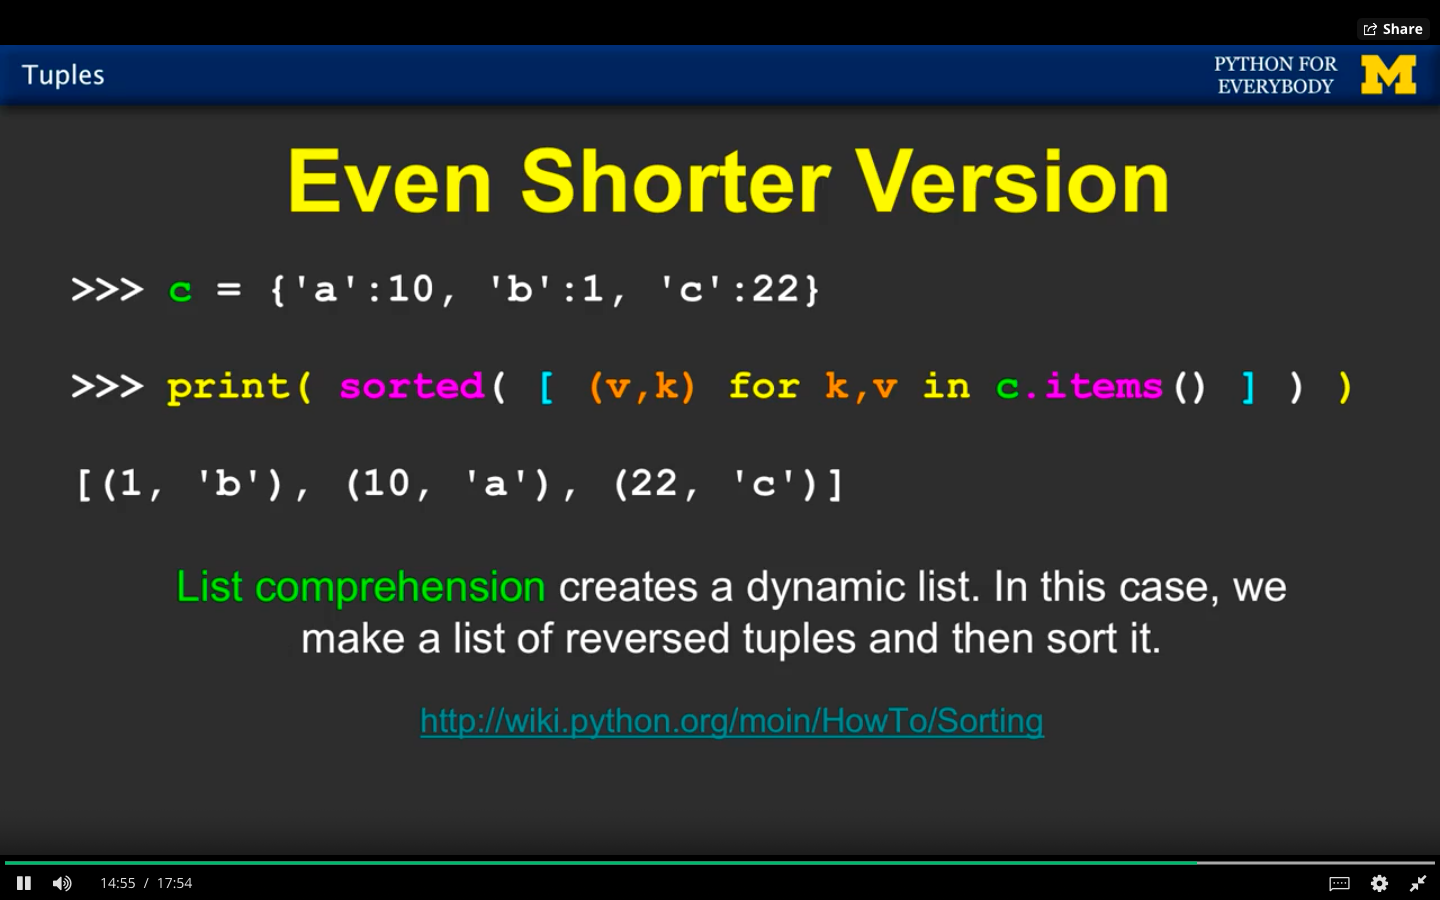 Share
Tuples
PYTHON FOR
EVERYBODY
M
Even Shorter Version
>>> c = {'a':10, 'b':1, 'c':22}
>>> print( sorted( [ (v,k) for k,v in c.items() ] ) )
[(1, 'b'), (10, 'a'), (22, 'c')]
List comprehension creates a dynamic list. In this case, we
make a list of reversed tuples and then sort it.
http://wiki.python.org/moin/HowTo/Sorting
14:55 / 17:54